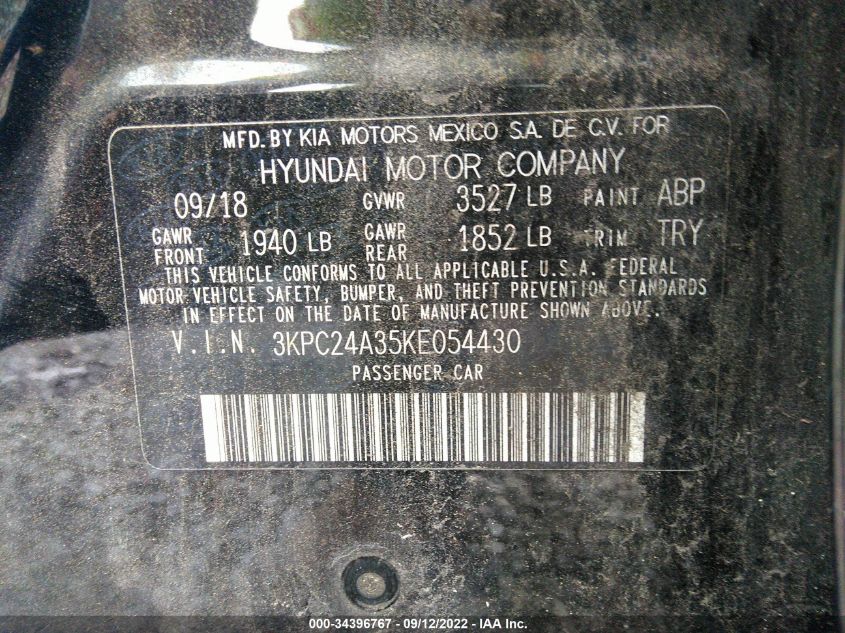 MFD. BY KIA MOTORS MEXICO S.A. DE C.V. FOR
HYUNDAI MOTOR COMPANY
09/18 GVWR 3527 LB PAINT ABP
GAWR FRONT 1940 LB GAWR REAR 1852 LB TRIM TRY
THIS VEHICLE CONFORMS TO ALL APPLICABLE U.S.A. FEDERAL
MOTOR VEHICLE SAFETY, BUMPER, AND THEFT PREVENTION STANDARDS
IN EFFECT ON THE DATE OF MANUFACTURE SHOWN ABOVE.
V.I.N. 3KPC24A35KE054430
PASSENGER CAR
000-34396767 - 09/12/2022 - IAA Inc.